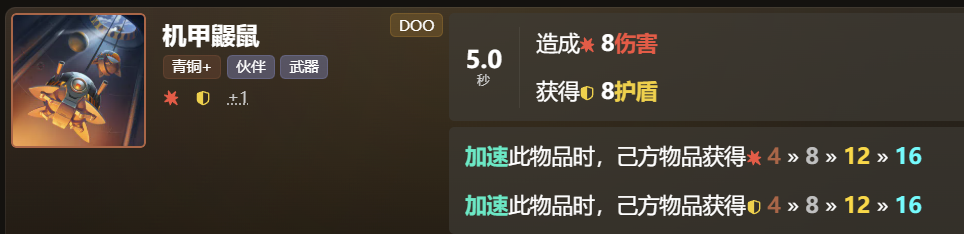 机甲鼹鼠
DOO
青铜+ 伙伴 武器
+1
5.0
秒
造成 8伤害
获得 8护盾
加速此物品时，己方物品获得 4 » 8 » 12 » 16
加速此物品时，己方物品获得 4 » 8 » 12 » 16